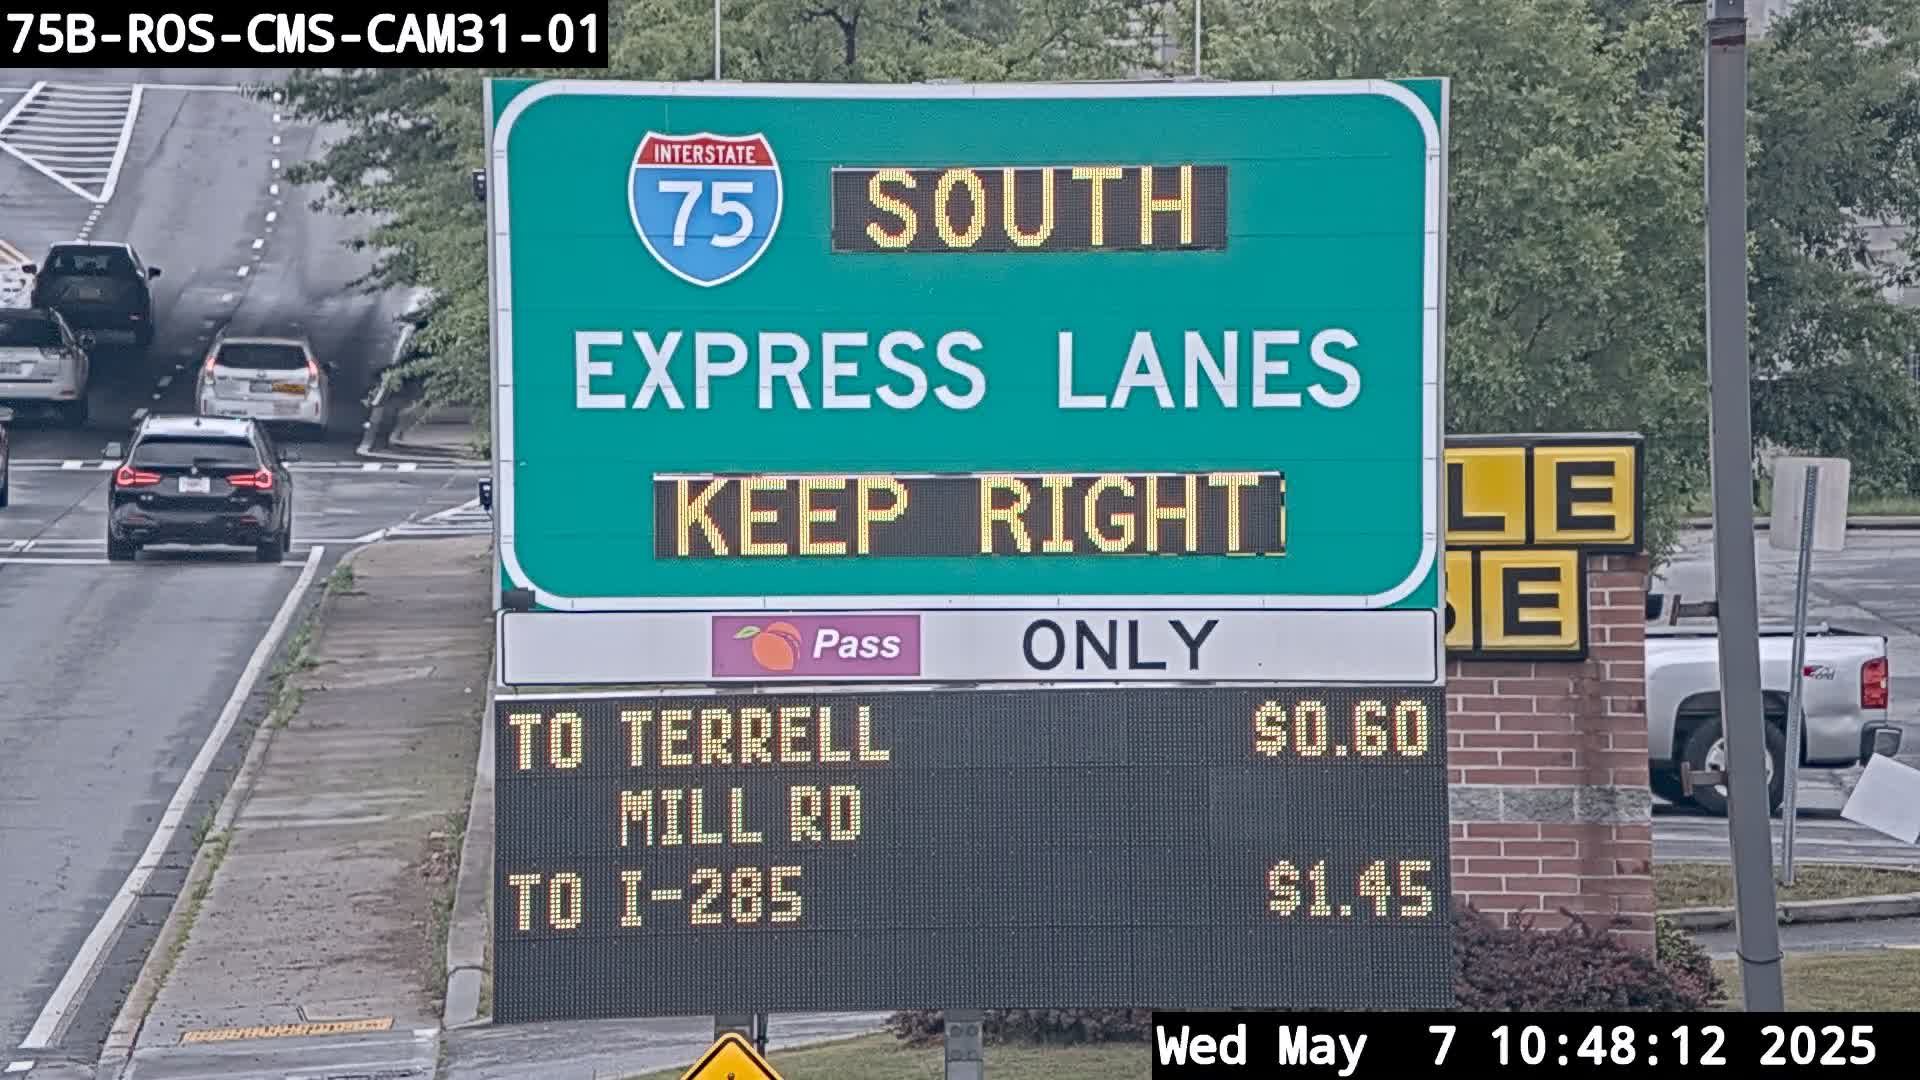 75B-ROS-CMS-CAM31-01
INTERSTATE
75
SOUTH
EXPRESS LANES
KEEP RIGHT
Pass ONLY
TO TERRELL $0.60
MILL RD
TO I-285 $1.45
LE
E
Wed May 7 10:48:12 2025